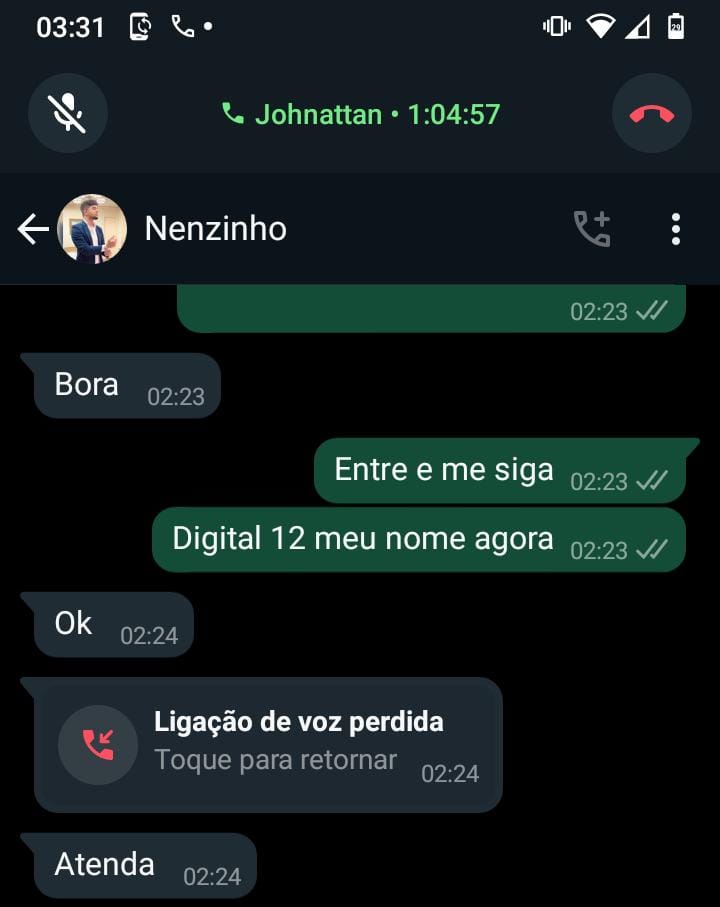 03:31
29
Johnattan • 1:04:57
Nenzinho
02:23
Bora 02:23
Entre e me siga 02:23
Digital 12 meu nome agora 02:23
Ok 02:24
Ligação de voz perdida
Toque para retornar 02:24
Atenda 02:24